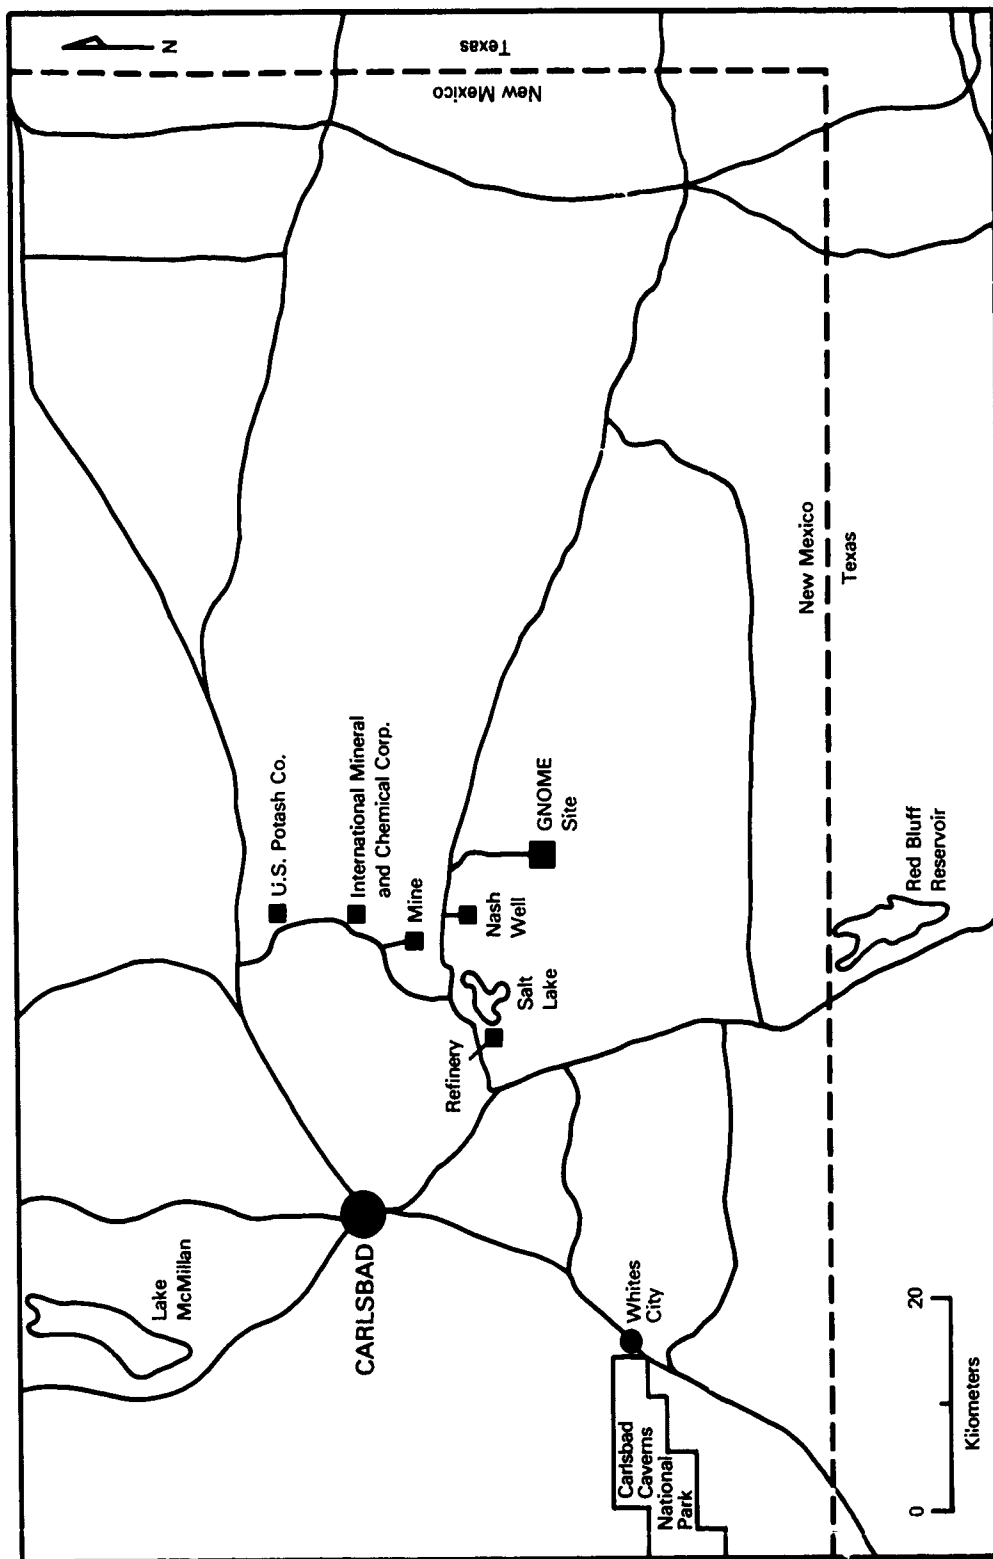 N
Texas
New Mexico
U.S. Potash Co.
International Mineral
and Chemical Corp.
Mine
GNOME
Site
Nash
Well
Salt
Lake
Refinery
Lake
McMillan
CARLSBAD
Whites
City
Carlsbad
Caverns
National
Park
New Mexico
Texas
Red Bluff
Reservoir
0
20
Kilometers